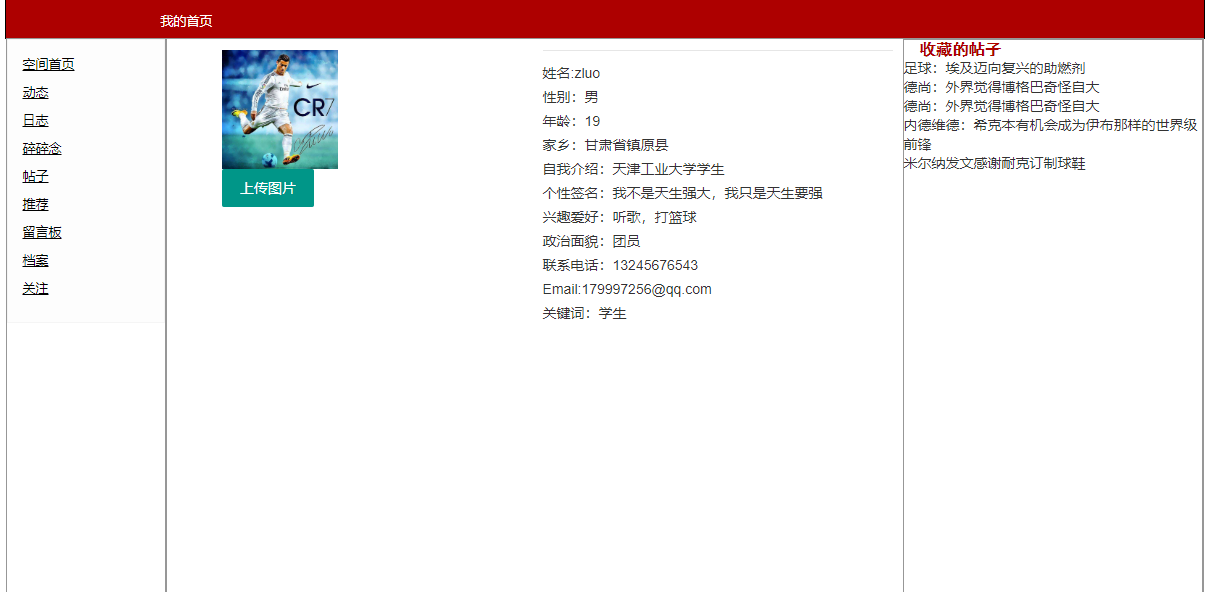 我的首页
空间首页
动态
日志
碎碎念
帖子
推荐
留言板
档案
关注
CR7
上传图片
姓名:zluo
性别：男
年龄：19
家乡：甘肃省镇原县
自我介绍：天津工业大学学生
个性签名：我不是天生强大，我只是天生要强
兴趣爱好：听歌，打篮球
政治面貌：团员
联系电话：13245676543
Email:179997256@qq.com
关键词：学生
收藏的帖子
足球：埃及迈向复兴的助燃剂
德尚：外界觉得博格巴奇怪自大
德尚：外界觉得博格巴奇怪自大
内德维德：希克本有机会成为伊布那样的世界级
前锋
米尔纳发文感谢耐克订制球鞋